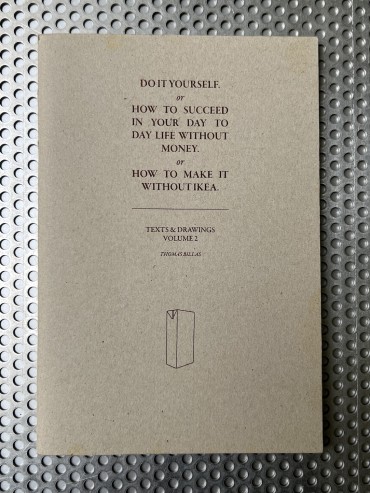 DO IT YOURSELF.
or
HOW TO SUCCEED
IN YOUR DAY TO
DAY LIFE WITHOUT
MONEY.
or
HOW TO MAKE IT
WITHOUT IKEA.
TEXTS & DRAWINGS
VOLUME 2
THOMAS BILLAS